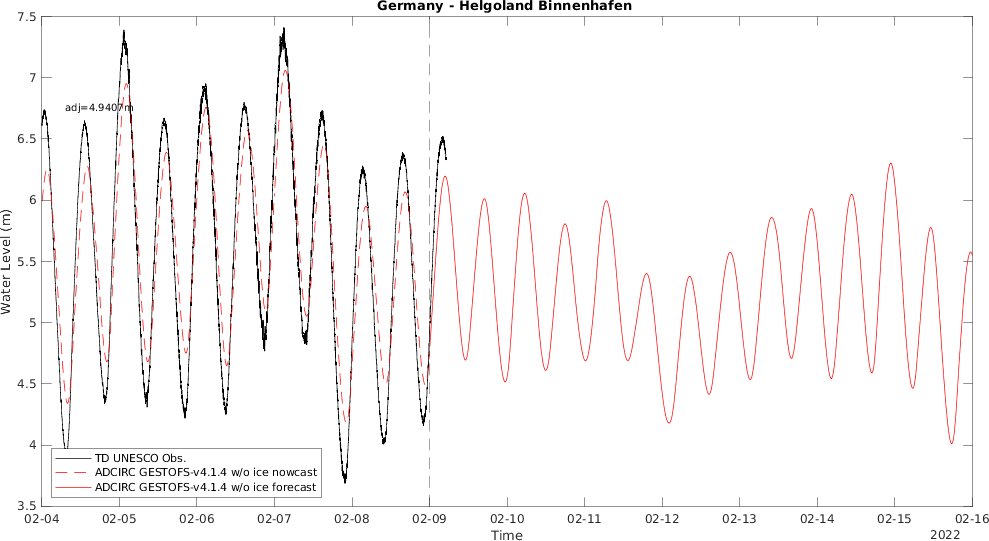 Germany - Helgoland Binnenhafen
7.5
7
6.5
6
5.5
5
4.5
4
3.5
Water Level (m)
adj=4.9407m
TD UNESCO Obs.
ADCIRC GESTOFS-v4.1.4 w/o ice nowcast
ADCIRC GESTOFS-v4.1.4 w/o ice forecast
02-04 02-05 02-06 02-07 02-08 02-09 02-10 02-11 02-12 02-13 02-14 02-15 02-16
Time
2022